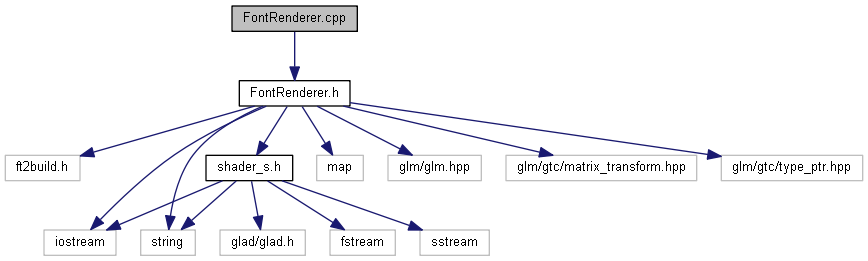 FontRenderer.cpp
FontRenderer.h
ft2build.h
shader_s.h
map
glm/glm.hpp
glm/gtc/matrix_transform.hpp
glm/gtc/type_ptr.hpp
iostream
string
glad/glad.h
fstream
sstream